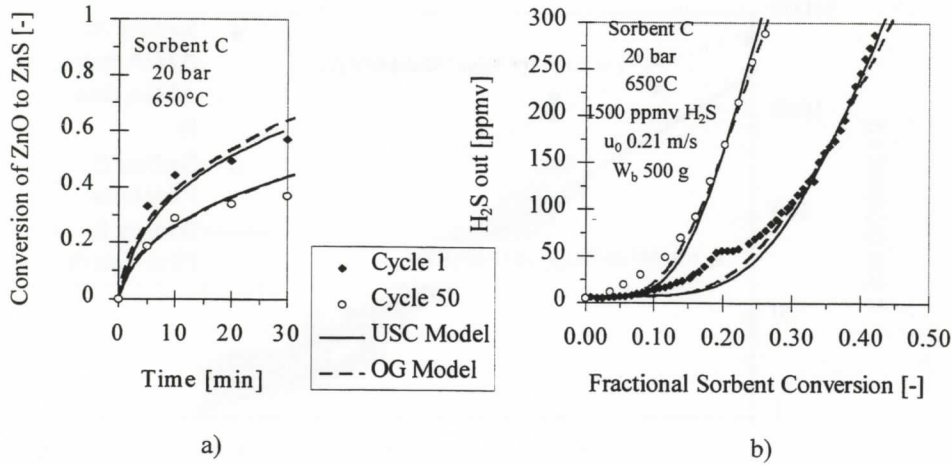 Conversion of ZnO to ZnS [-]
1
0.8
0.6
0.4
0.2
0
Sorbent C
20 bar
650°C
0
10
20
30
Time [min]
a)
Cycle 1
Cycle 50
USC Model
OG Model
H₂S out [ppmv]
300
250
200
150
100
50
0
Sorbent C
20 bar
650°C
1500 ppmv H₂S
u₀ 0.21 m/s
W_b 500 g
0.00
0.10
0.20
0.30
0.40
0.50
Fractional Sorbent Conversion [-]
b)